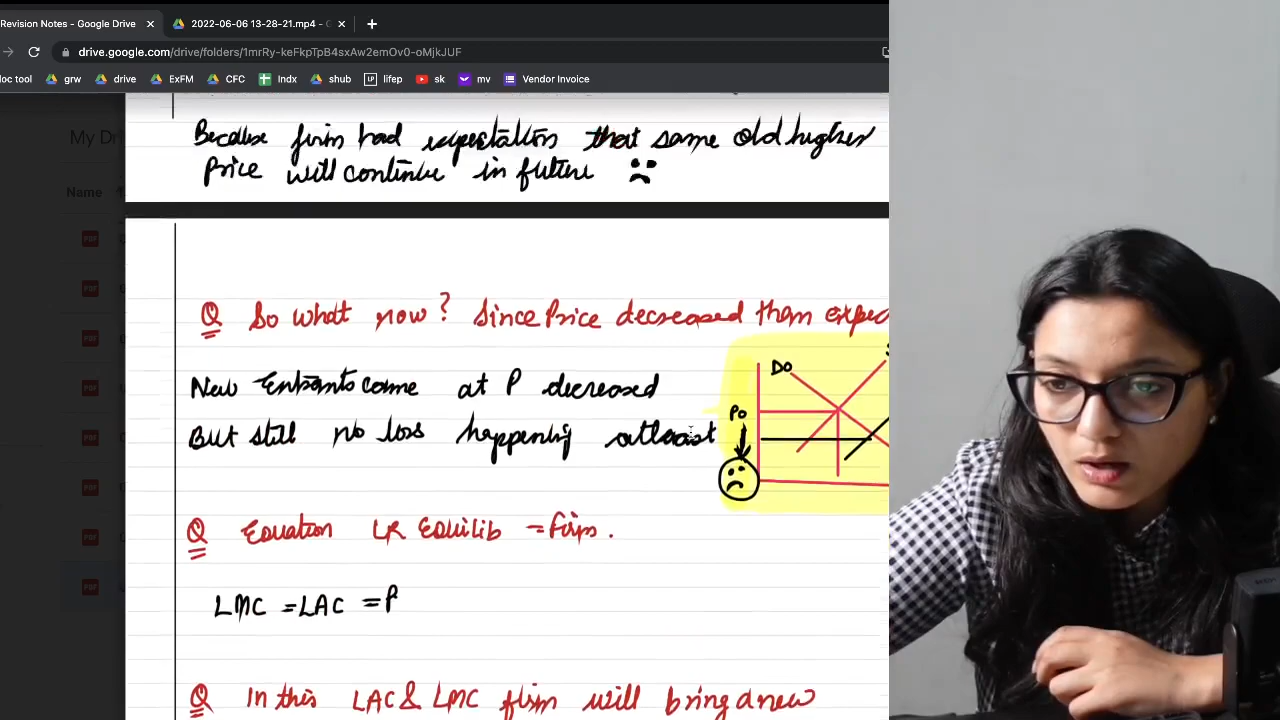 Revision Notes - Google Drive
2022-06-06 13-28-21.mp4 - G
drive.google.com/drive/folders/1mrRy-keFkpTpB4sxAw2emOv0-oMjkJUF
loc tool grw drive ExFM CFC Indx shub lifep sk mv Vendor Invoice
My Dri
Name
Because firm had expectation that same old higher
Price will continue in future
Q So what now? Since Price decreased than expec
New Entrants came at P decreased
But still no loss happening atleast
Do
Po
Q Equation LR Equilib = firm.
LMC = LAC = P
Q In this LAC & LMC firm will bring a new